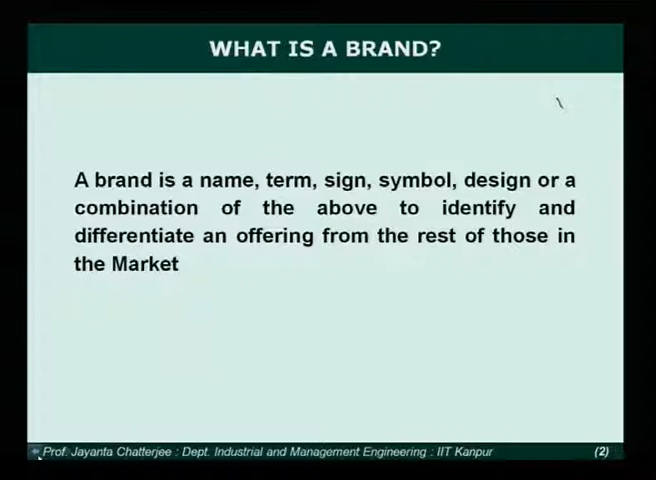 WHAT IS A BRAND?
A brand is a name, term, sign, symbol, design or a
combination of the above to identify and
differentiate an offering from the rest of those in
the Market
Prof. Jayanta Chatterjee : Dept. Industrial and Management Engineering : IIT Kanpur (2)